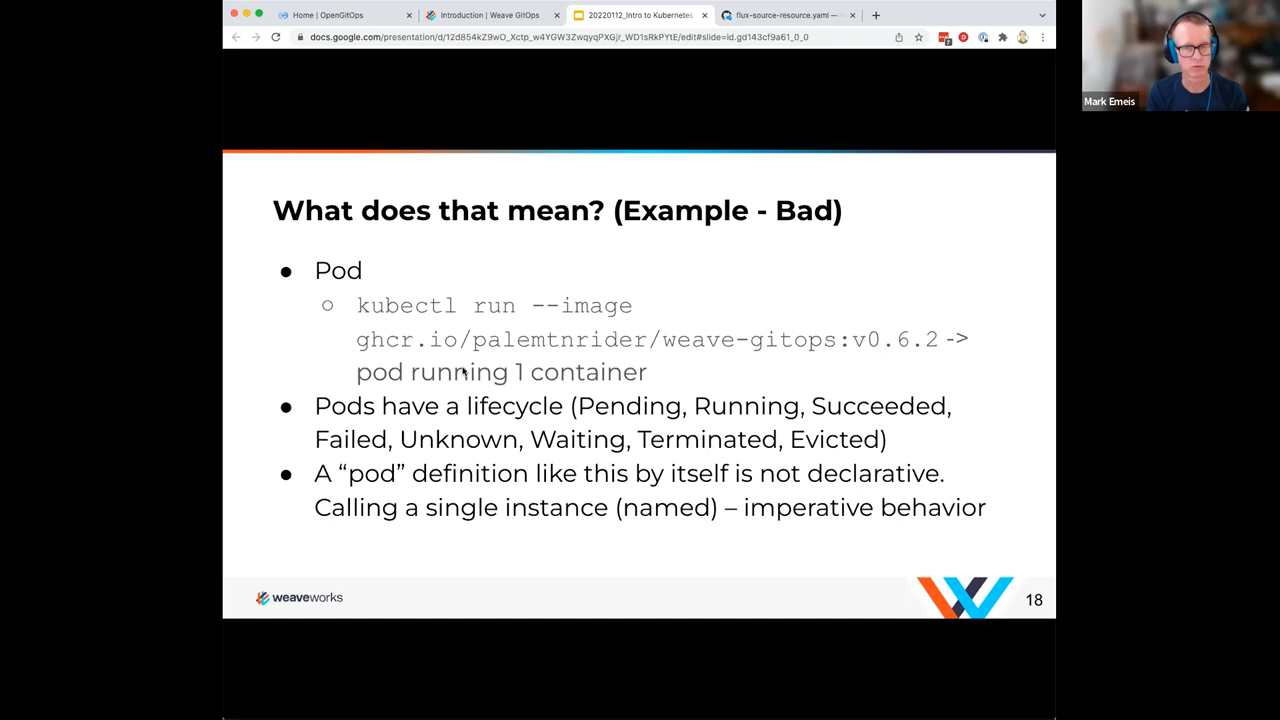 Home | OpenGitOps
Introduction | Weave GitOps
20220112_Intro to Kubernetes
flux-source-resource.yaml —
docs.google.com/presentation/d/12d854kZ9wO_Xctp_w4YGW3ZwqyqPXGjr_WD1sRkPYtE/edit#slide=id.gd143cf9a61_0_0
Mark Emeis
What does that mean? (Example - Bad)
● Pod
○ kubectl run --image
ghcr.io/palemtnrider/weave-gitops:v0.6.2 ->
pod running 1 container
● Pods have a lifecycle (Pending, Running, Succeeded,
Failed, Unknown, Waiting, Terminated, Evicted)
● A “pod” definition like this by itself is not declarative.
Calling a single instance (named) – imperative behavior
weaveworks
18